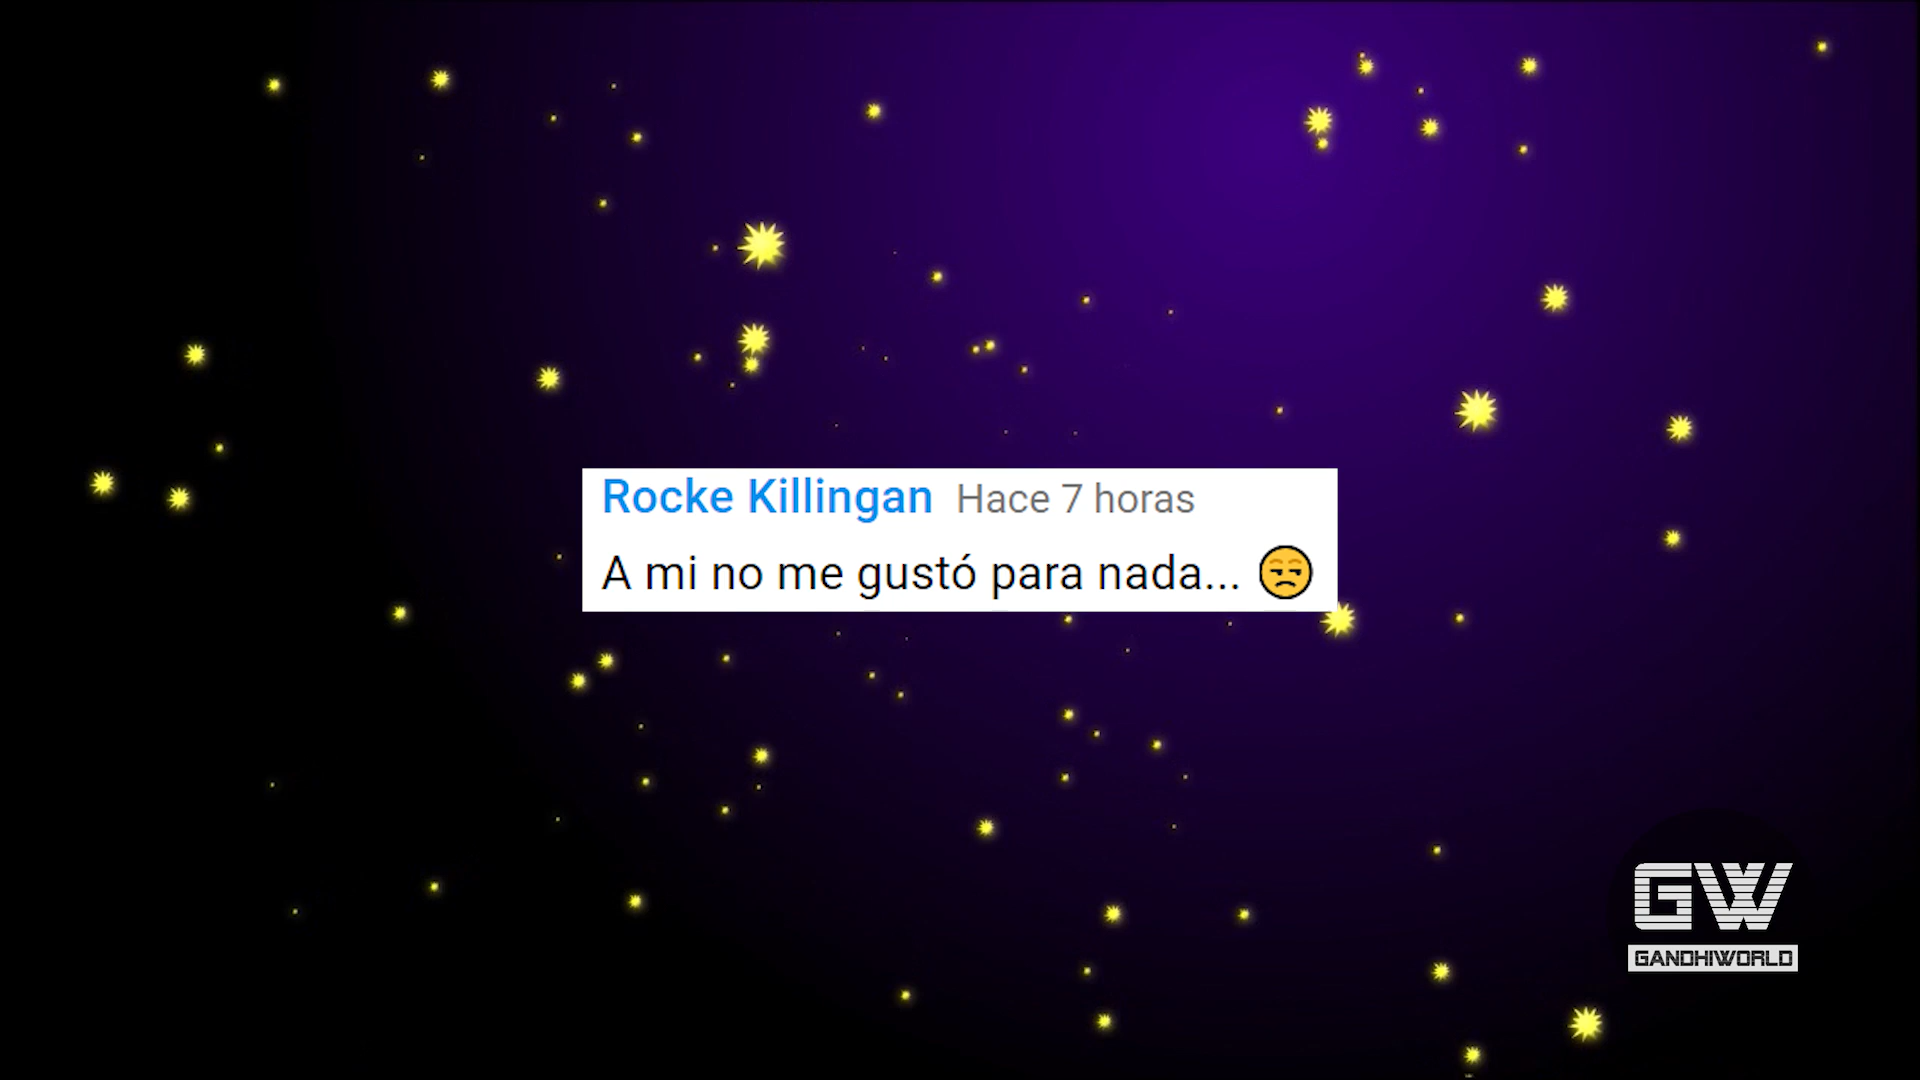 Rocke Killingan Hace 7 horas
A mi no me gustó para nada... 😒
GW
GANDHIWORLD